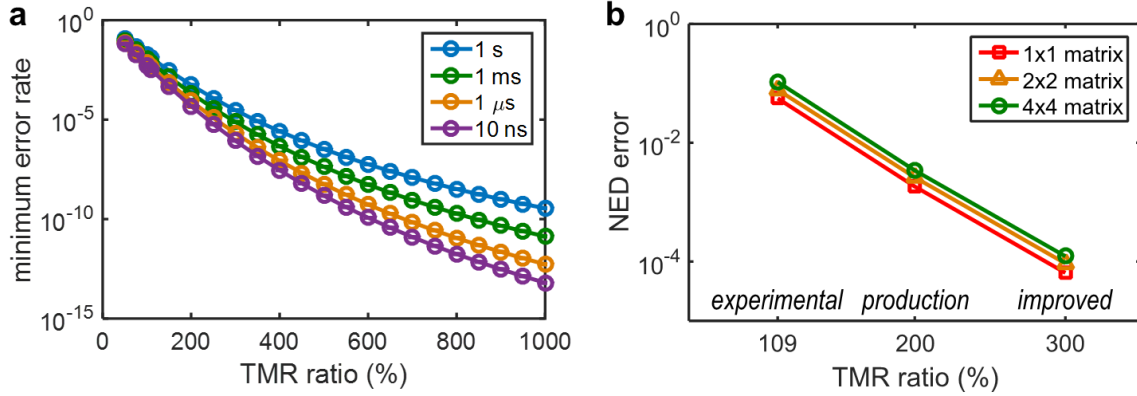 a
10^0
10^-5
10^-10
10^-15
minimum error rate
1 s
1 ms
1 μs
10 ns
0
200
400
600
800
1000
TMR ratio (%)
b
10^0
10^-2
10^-4
NED error
1x1 matrix
2x2 matrix
4x4 matrix
experimental
production
improved
109
200
300
TMR ratio (%)